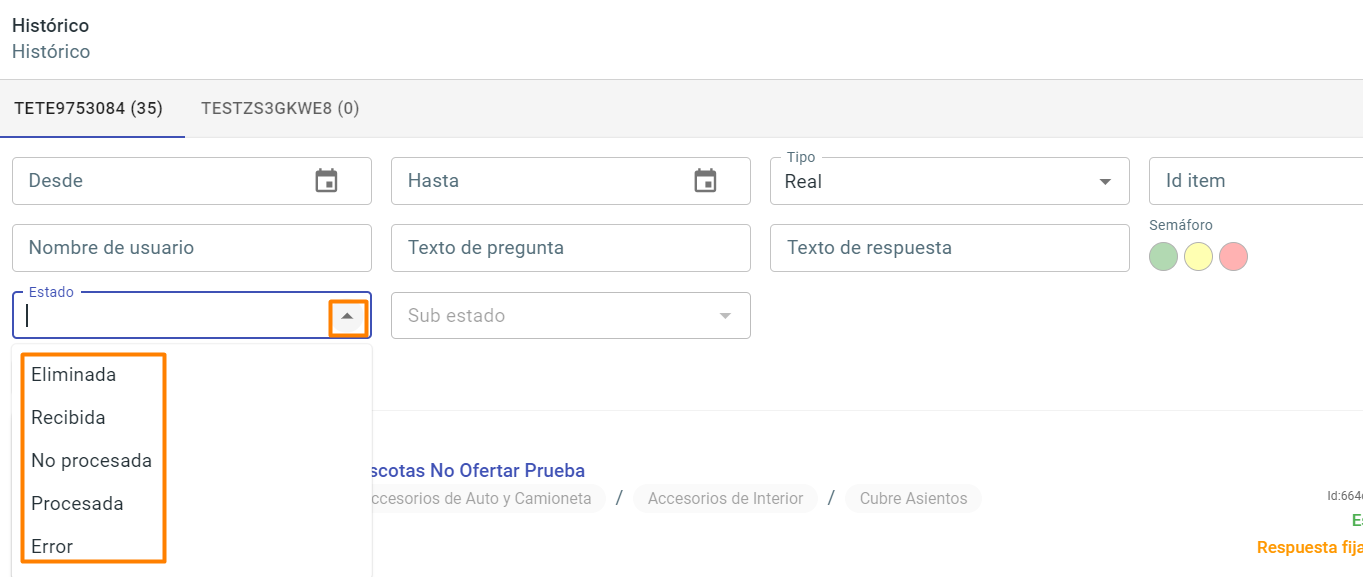 Histórico
Histórico
TETE9753084 (35) TESTZS3GKWE8 (0)
Desde
Hasta
Tipo
Real
Id item
Nombre de usuario
Texto de pregunta
Texto de respuesta
Semáforo
Estado
Sub estado
Eliminada
Recibida
No procesada
Procesada
Error
scotas No Ofertar Prueba
ccesorios de Auto y Camioneta / Accesorios de Interior / Cubre Asientos
Id:664
Respuesta fija